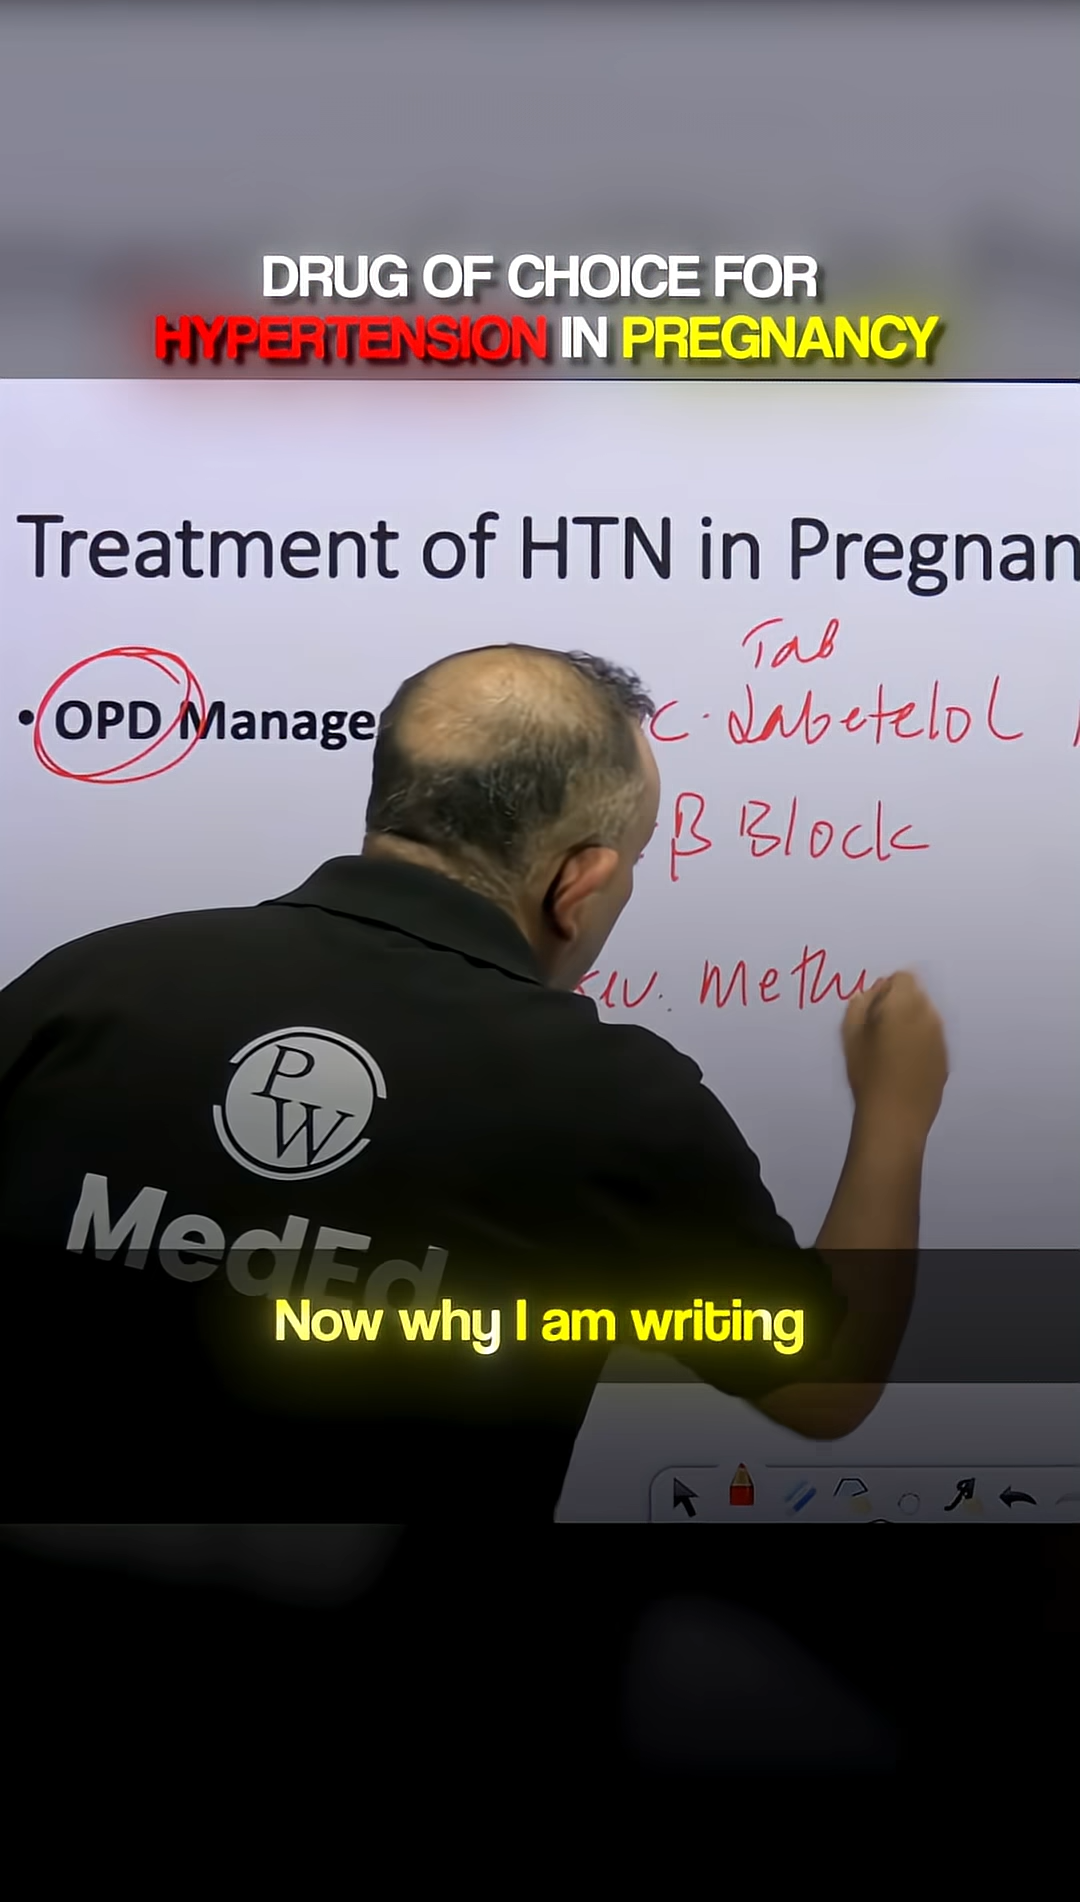 DRUG OF CHOICE FOR
HYPERTENSION IN PREGNANCY
Treatment of HTN in Pregnan
Tab
• OPD Manage
C. Labetelol
β Block
Meth
P
W
MedEd
Now why I am writing